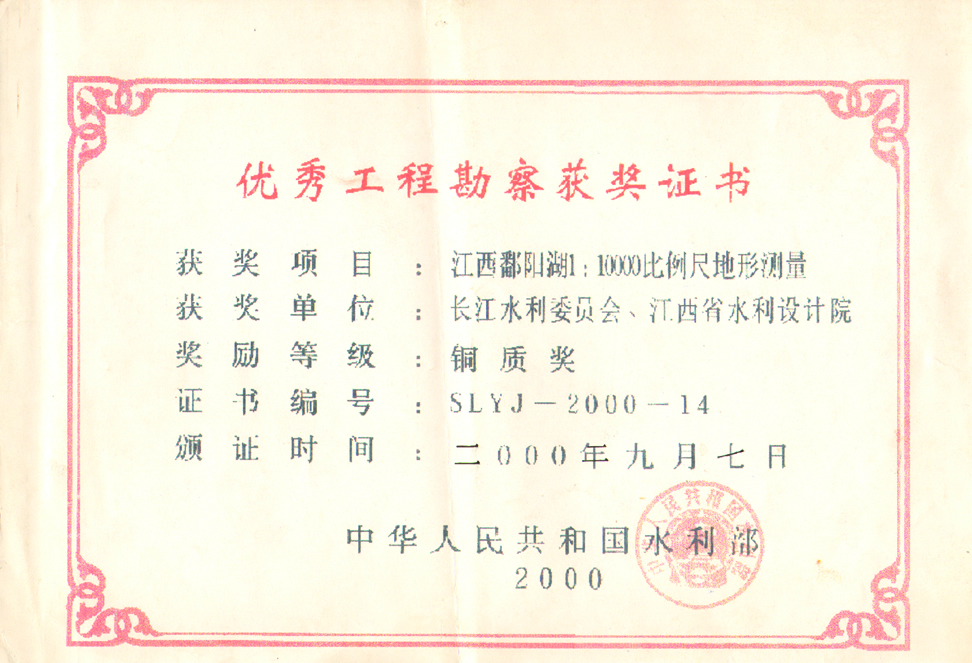 优秀工程勘察获奖证书
获奖项目：江西鄱阳湖1：10000比例尺地形测量
获奖单位：长江水利委员会、江西省水利设计院
奖励等级：铜质奖
证书编号：SLYJ－2000－14
颁证时间：二000年九月七日
中华人民共和国水利部
2000